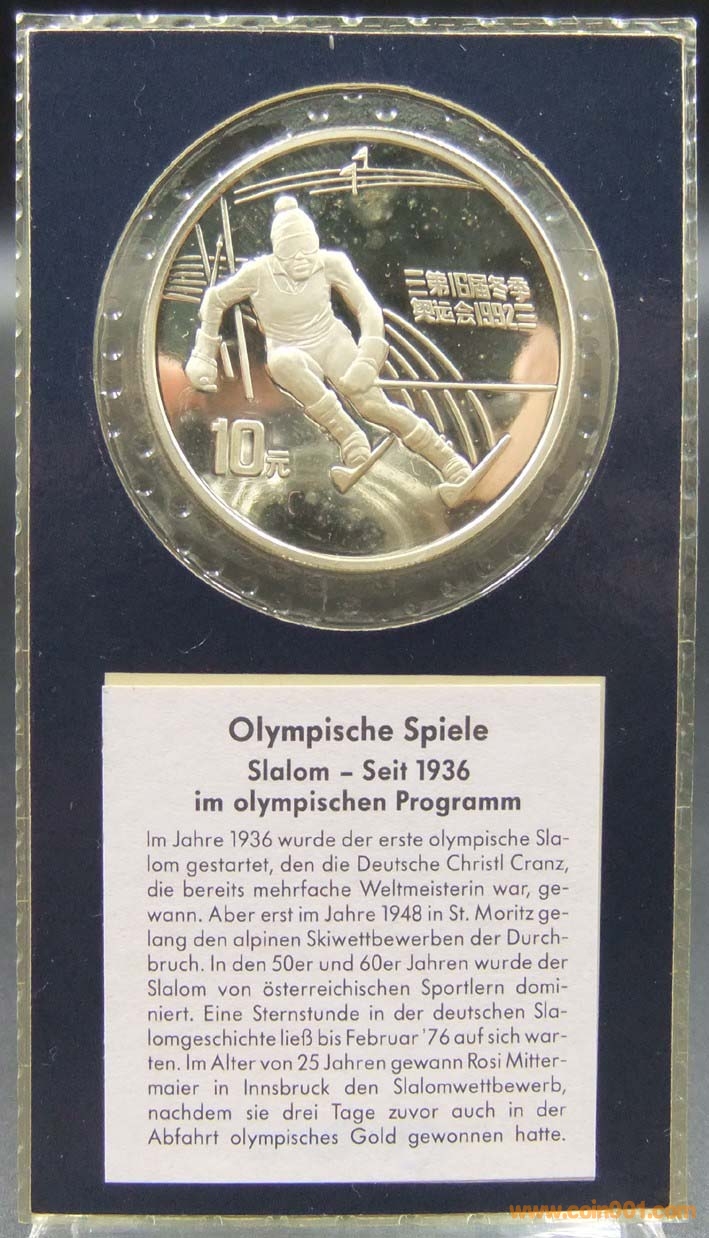 第16届冬季
奥运会1992
10元
Olympische Spiele
Slalom – Seit 1936
im olympischen Programm
Im Jahre 1936 wurde der erste olympische Sla-
lom gestartet, den die Deutsche Christl Cranz,
die bereits mehrfache Weltmeisterin war, ge-
wann. Aber erst im Jahre 1948 in St. Moritz ge-
lang den alpinen Skiwettbewerben der Durch-
bruch. In den 50er und 60er Jahren wurde der
Slalom von österreichischen Sportlern domi-
niert. Eine Sternstunde in der deutschen Sla-
lomgeschichte ließ bis Februar '76 auf sich war-
ten. Im Alter von 25 Jahren gewann Rosi Mitter-
maier in Innsbruck den Slalomwettbewerb,
nachdem sie drei Tage zuvor auch in der
Abfahrt olympisches Gold gewonnen hatte.
www.coin001.com